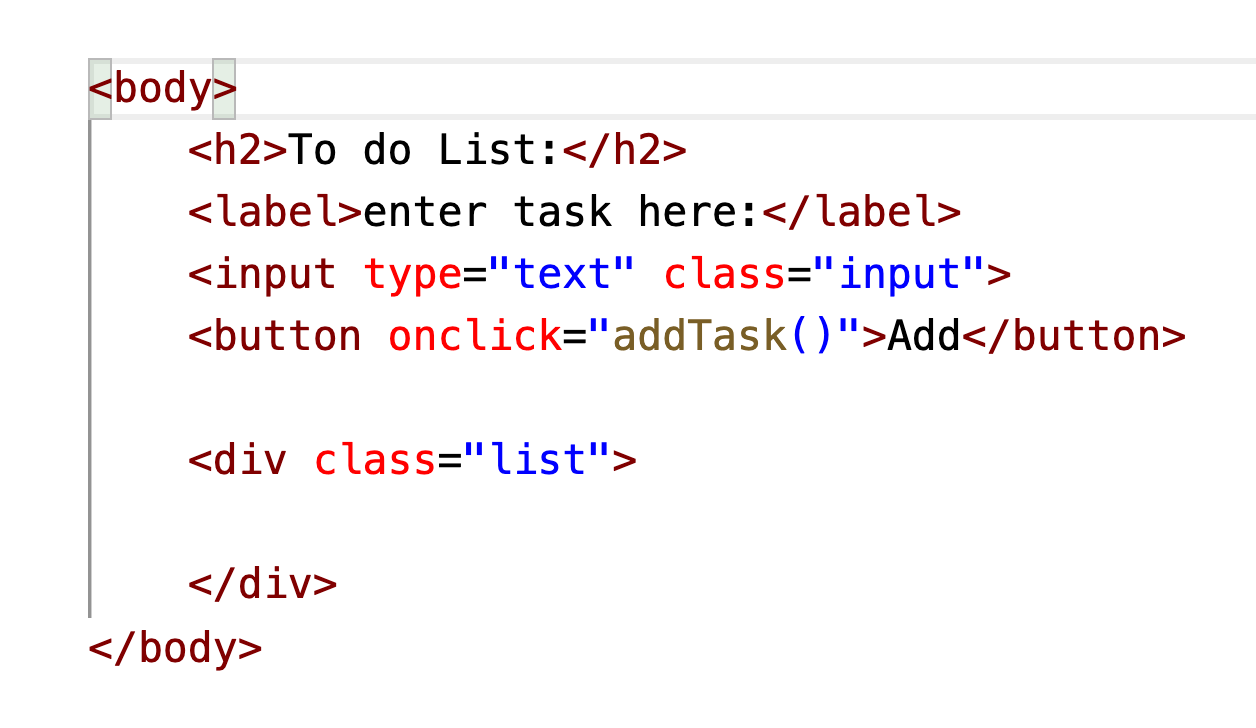 <body>
<h2>To do List:</h2>
<label>enter task here:</label>
<input type="text" class="input">
<button onclick="addTask()">Add</button>
<div class="list">
</div>
</body>